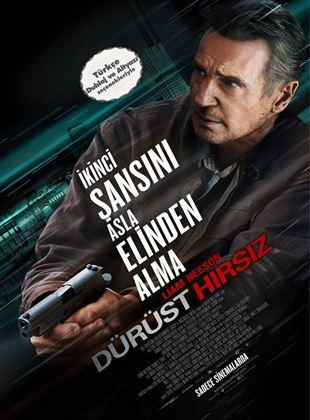 Türkçe
Dublaj ve Altyazı
seçenekleriyle
İKİNCİ
ŞANSINI
ASLA
ELİNDEN
ALMA
LIAM NEESON
DÜRÜST HIRSIZ
SADECE SİNEMALARDA